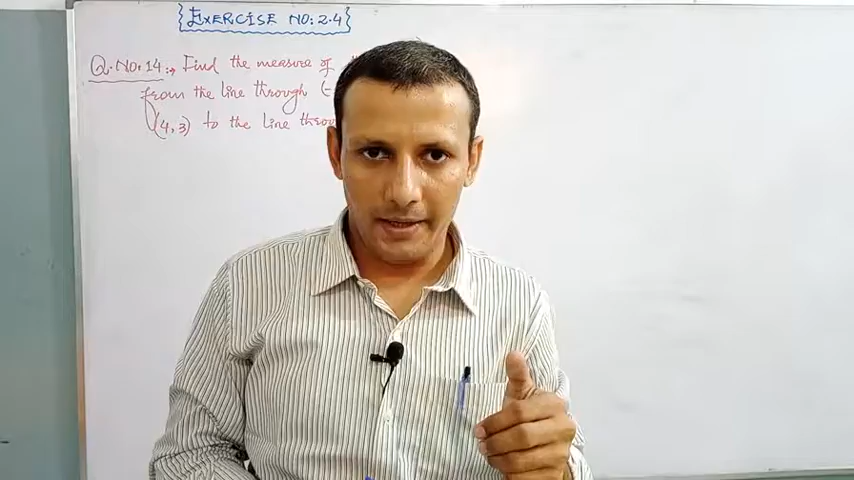 EXERCISE NO: 2.4
Q.No:14:→ Find the measure of
from the line through (-
(4,3) to the line